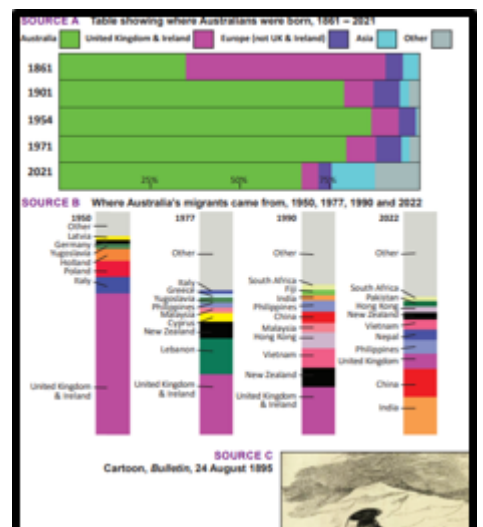 SOURCE A Table showing where Australians were born, 1861 – 2021
Australia United Kingdom & Ireland Europe (not UK & Ireland) Asia Other
1861
1901
1954
1971
2021
25% 50% 75%
SOURCE B Where Australia's migrants came from, 1950, 1977, 1990 and 2022
1950
Other
Latvia
Germany
Yugoslavia
Holland
Poland
Italy
United Kingdom
& Ireland
1977
Other
Italy
Greece
Yugoslavia
Philippines
Malaysia
Cyprus
New Zealand
Lebanon
United Kingdom
& Ireland
1990
Other
South Africa
Fiji
India
Philippines
China
Malaysia
Hong Kong
Vietnam
New Zealand
United Kingdom
& Ireland
2022
Other
South Africa
Pakistan
Hong Kong
New Zealand
Vietnam
Nepal
Philippines
United Kingdom
China
India
SOURCE C
Cartoon, Bulletin, 24 August 1895